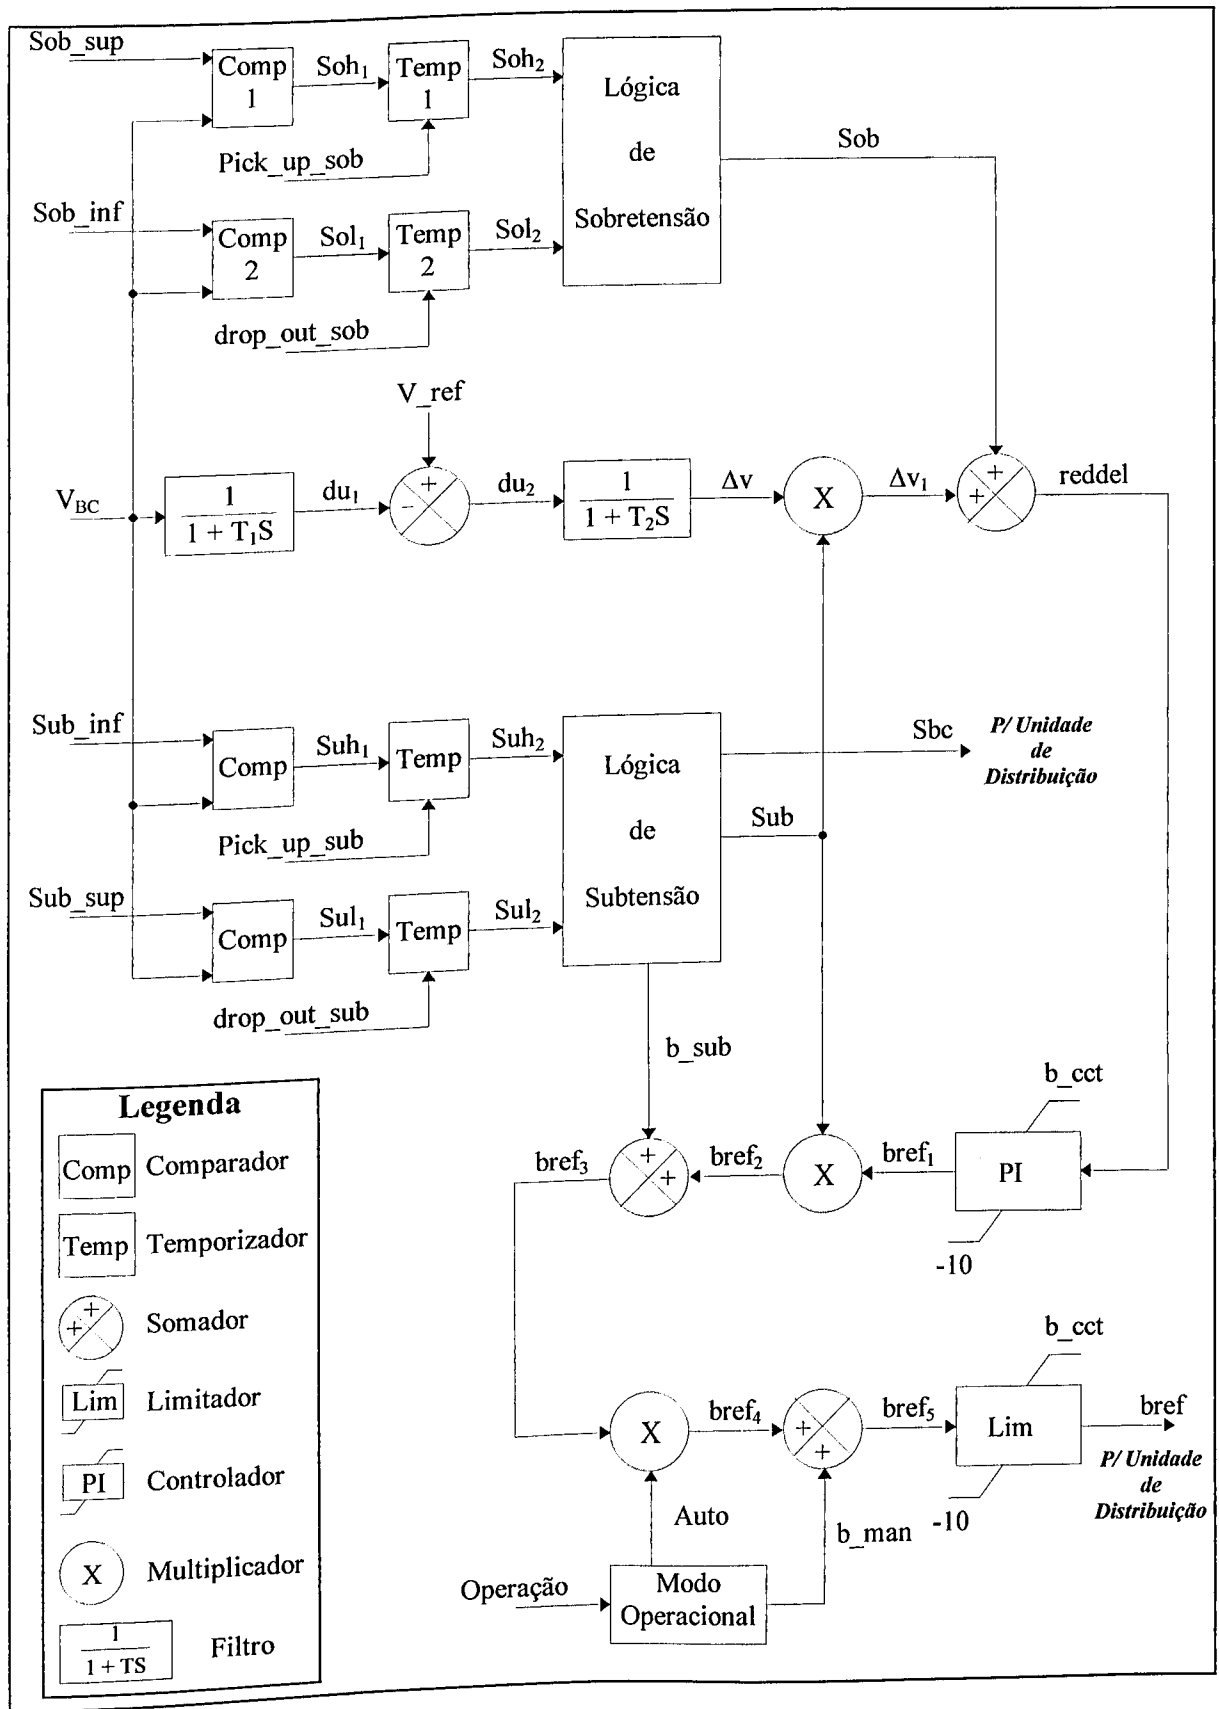 Sob_sup
Comp
1
Soh₁
Temp
1
Soh₂
Lógica
de
Sobretensão
Pick_up_sob
Sob
Sob_inf
Comp
2
Sol₁
Temp
2
Sol₂
drop_out_sob
V_ref
V_BC
1
1 + T₁S
du₁
+
-
du₂
1
1 + T₂S
Δv
X
Δv₁
+
+
reddel
Sub_inf
Comp
Suh₁
Temp
Suh₂
Lógica
de
Subtensão
Sbc
P/ Unidade
de
Distribuição
Pick_up_sub
Sub
Sub_sup
Comp
Sul₁
Temp
Sul₂
drop_out_sub
b_sub
b_cct
bref₃
+
+
bref₂
X
bref₁
PI
-10
b_cct
X
bref₄
+
+
bref₅
Lim
bref
P/ Unidade
de
Distribuição
-10
Auto
b_man
Operação
Modo
Operacional
Legenda
Comp Comparador
Temp Temporizador
+
+ Somador
Lim Limitador
PI Controlador
X Multiplicador
1
1 + TS
Filtro